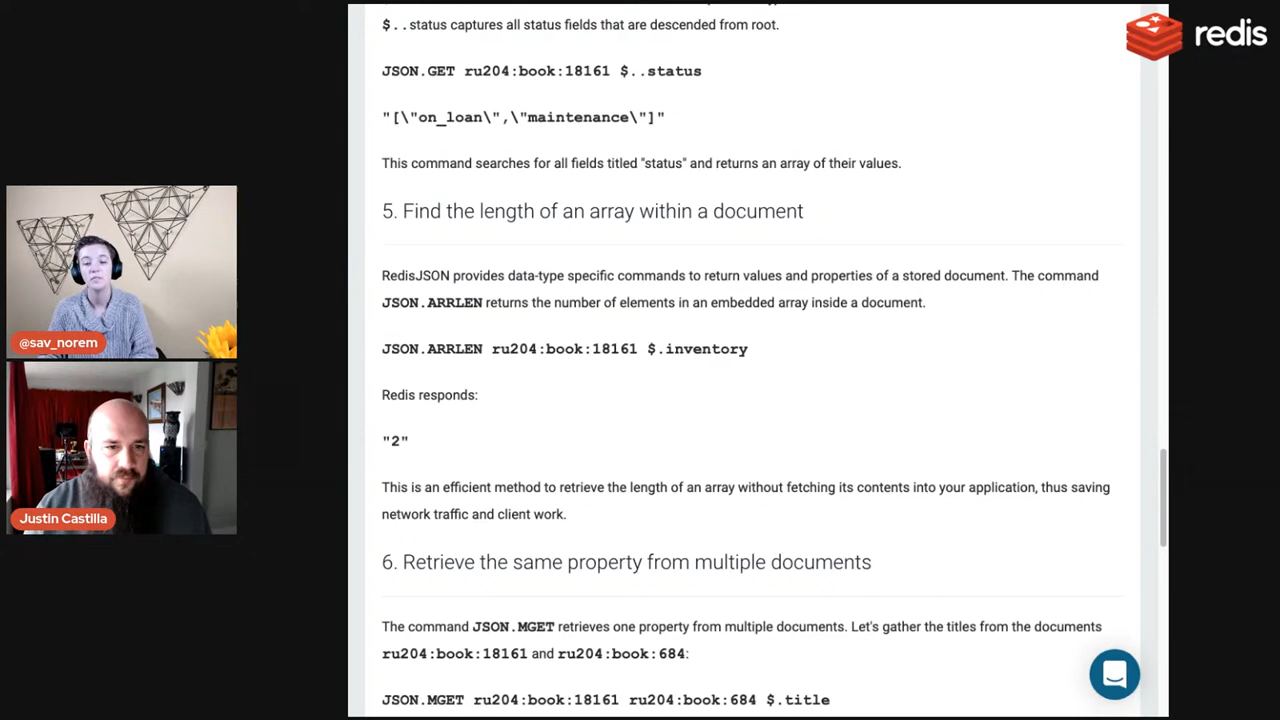 $..status captures all status fields that are descended from root.
redis
JSON.GET ru204:book:18161 $..status
"[\"on_loan\",\"maintenance\"]"
This command searches for all fields titled "status" and returns an array of their values.
5. Find the length of an array within a document
RedisJSON provides data-type specific commands to return values and properties of a stored document. The command
JSON.ARRLEN returns the number of elements in an embedded array inside a document.
@sav_norem
JSON.ARRLEN ru204:book:18161 $.inventory
Redis responds:
"2"
This is an efficient method to retrieve the length of an array without fetching its contents into your application, thus saving
network traffic and client work.
Justin Castilla
6. Retrieve the same property from multiple documents
The command JSON.MGET retrieves one property from multiple documents. Let's gather the titles from the documents
ru204:book:18161 and ru204:book:684:
JSON.MGET ru204:book:18161 ru204:book:684 $.title